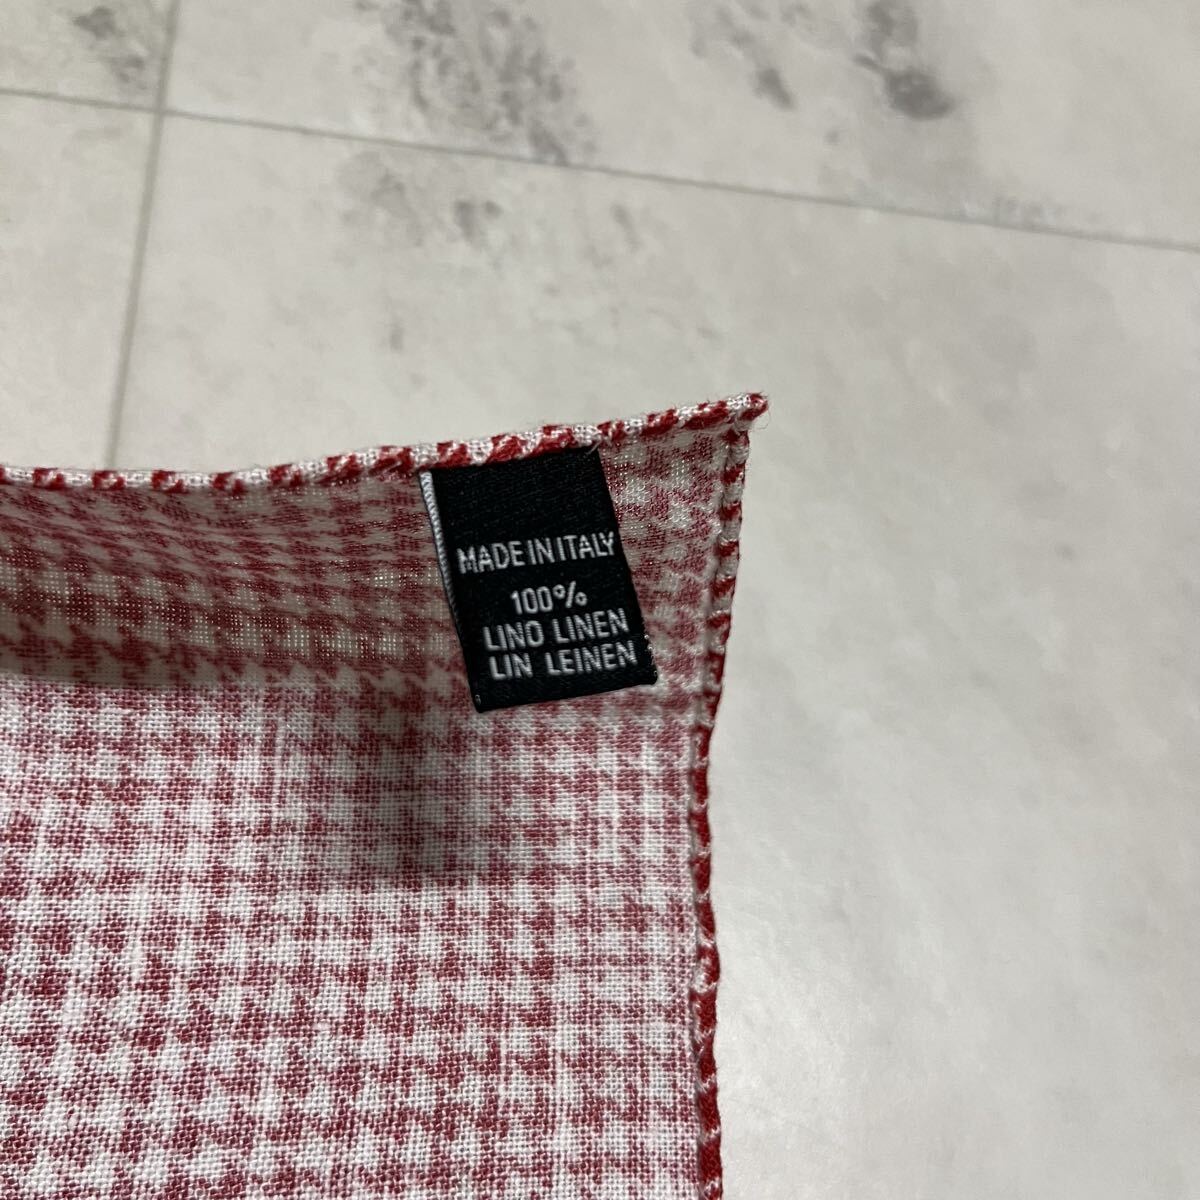 MADE IN ITALY
100%
LINO LINEN
LIN LEINEN